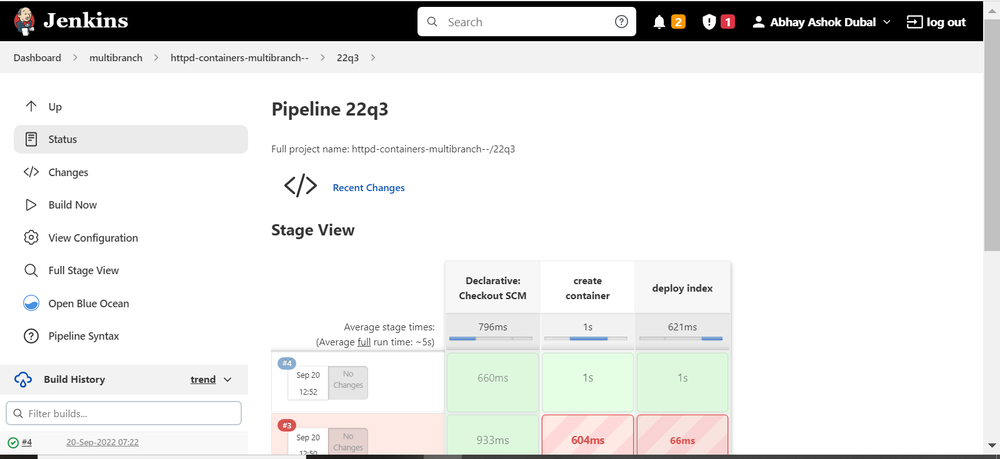 Jenkins
Search
2
1
Abhay Ashok Dubal
log out
Dashboard
multibranch
httpd-containers-multibranch--
22q3
Up
Status
Changes
Build Now
View Configuration
Full Stage View
Open Blue Ocean
Pipeline Syntax
Build History
trend
Filter builds...
#4
20-Sep-2022 07:22
Pipeline 22q3
Full project name: httpd-containers-multibranch--/22q3
Recent Changes
Stage View
Declarative:
Checkout SCM
create
container
deploy index
Average stage times:
(Average full run time: ~5s)
796ms
1s
621ms
#4
Sep 20
12:52
No
Changes
660ms
1s
1s
#3
Sep 20
12:50
No
Changes
933ms
604ms
66ms